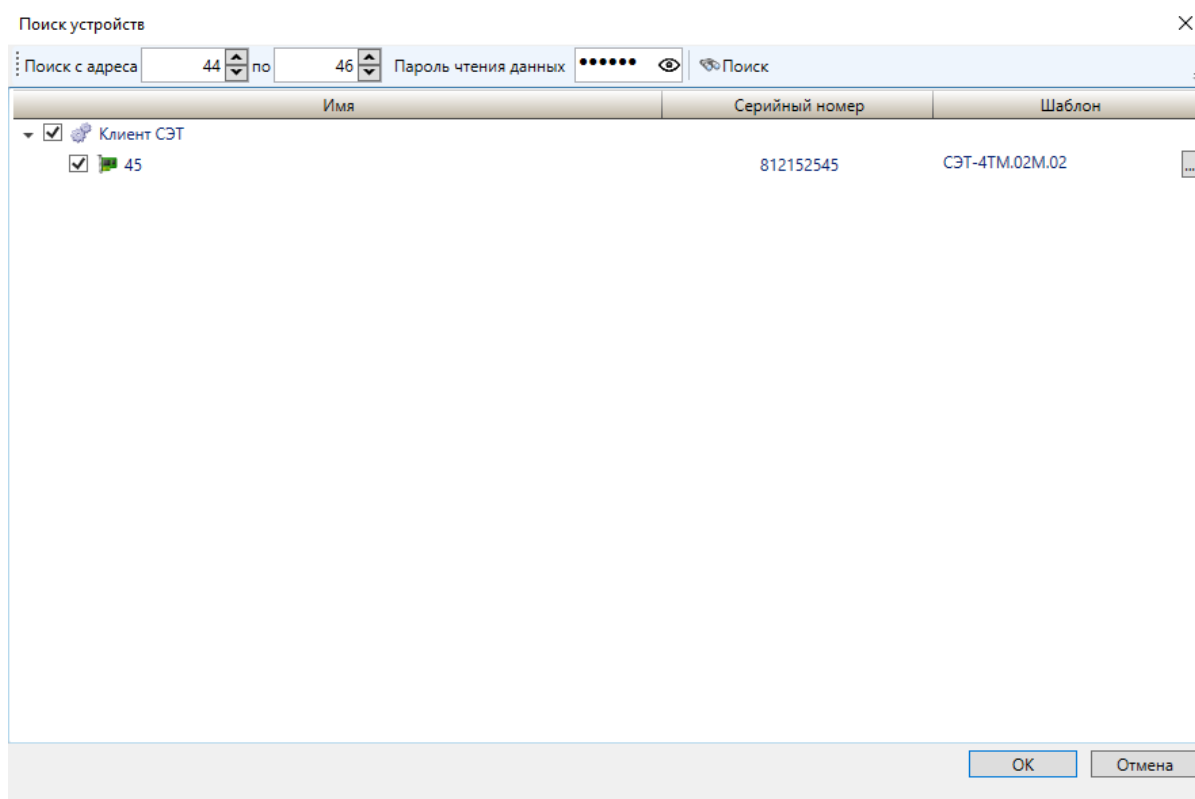 Поиск устройств
Поиск с адреса 44 по 46 Пароль чтения данных •••••• Поиск
Имя Серийный номер Шаблон
Клиент СЭТ
45 812152545 СЭТ-4ТМ.02М.02 ...
ОК Отмена